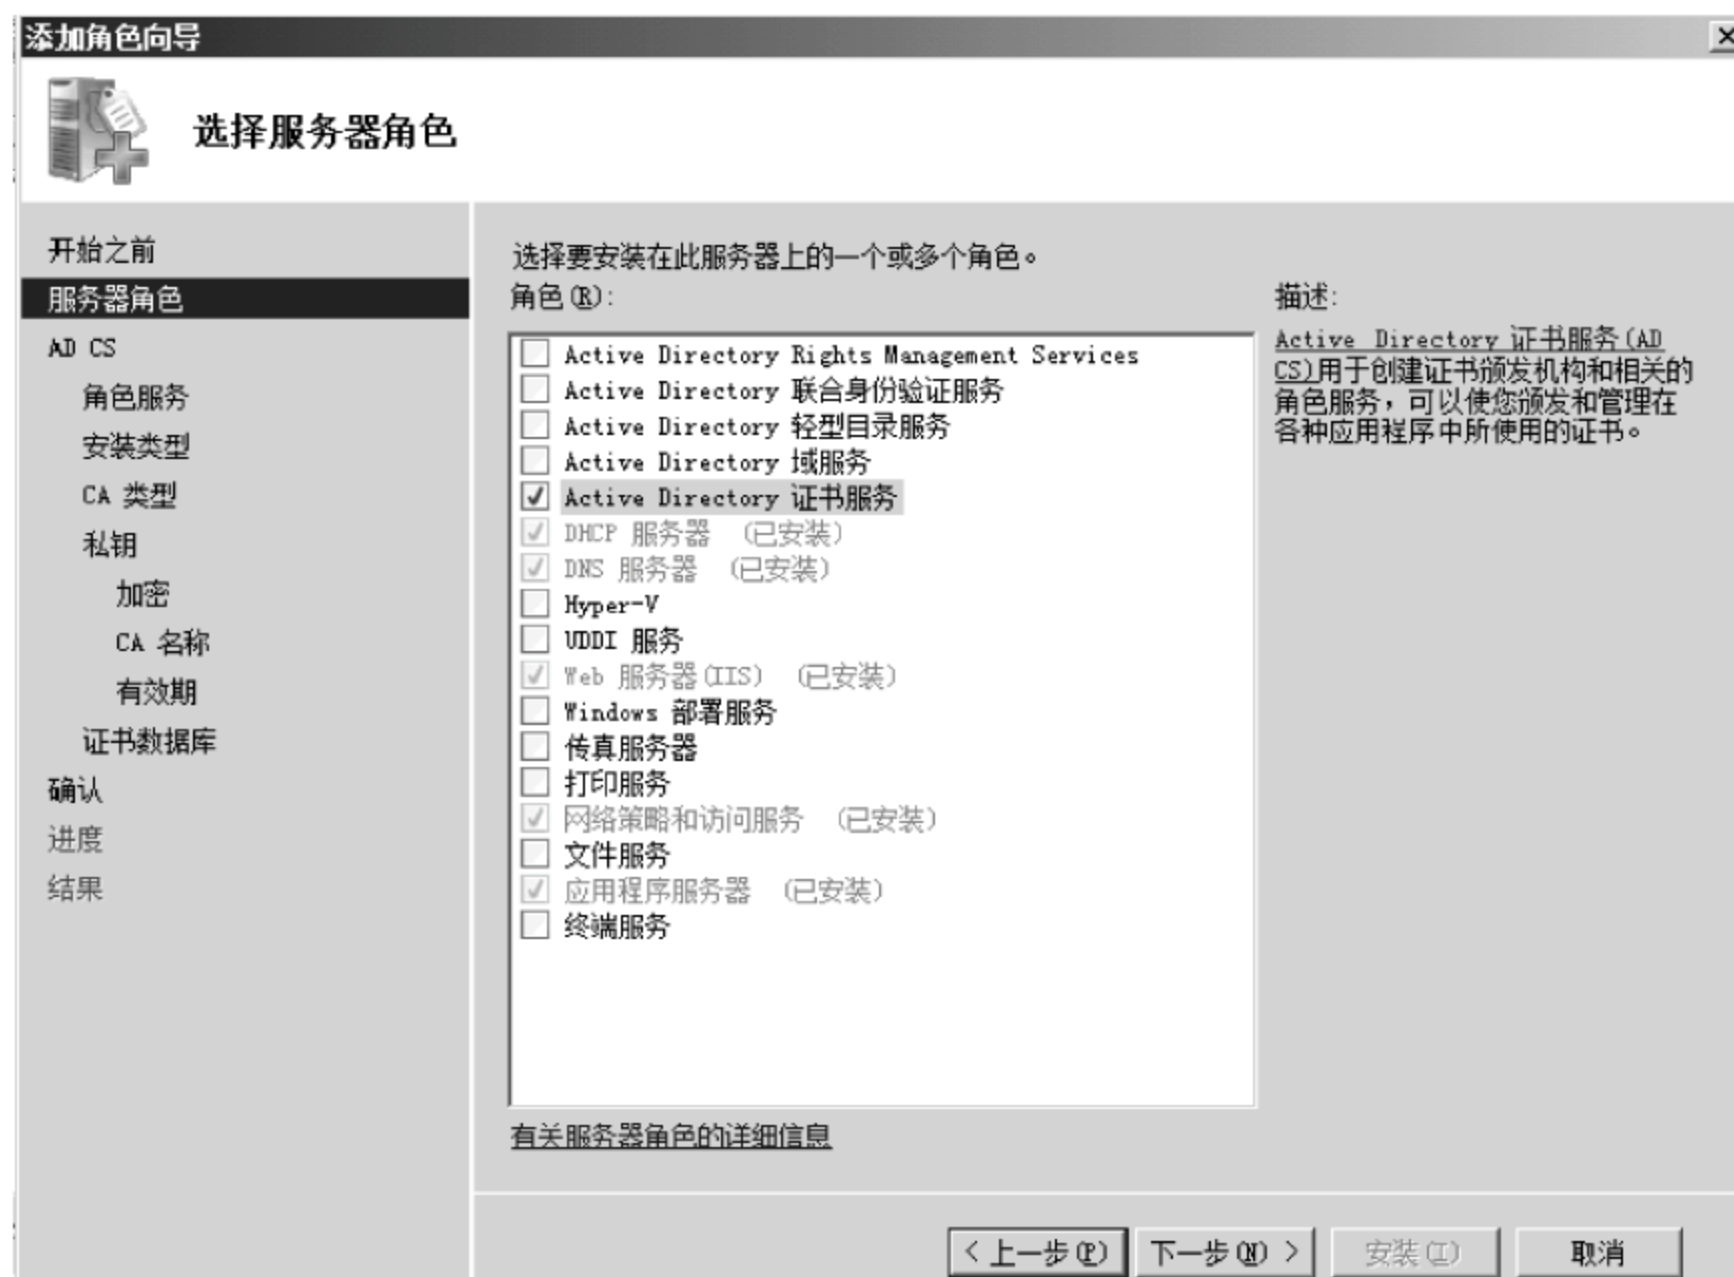 添加角色向导
选择服务器角色
开始之前
服务器角色
AD CS
角色服务
安装类型
CA 类型
私钥
加密
CA 名称
有效期
证书数据库
确认
进度
结果
选择要安装在此服务器上的一个或多个角色。
角色(R):
Active Directory Rights Management Services
Active Directory 联合身份验证服务
Active Directory 轻型目录服务
Active Directory 域服务
Active Directory 证书服务
DHCP 服务器 (已安装)
DNS 服务器 (已安装)
Hyper-V
UDDI 服务
Web 服务器(IIS) (已安装)
Windows 部署服务
传真服务器
打印服务
网络策略和访问服务 (已安装)
文件服务
应用程序服务器 (已安装)
终端服务
有关服务器角色的详细信息
描述:
Active Directory 证书服务(AD
CS)用于创建证书颁发机构和相关的
角色服务，可以使您颁发和管理在
各种应用程序中所使用的证书。
< 上一步(P)
下一步(N) >
安装(I)
取消